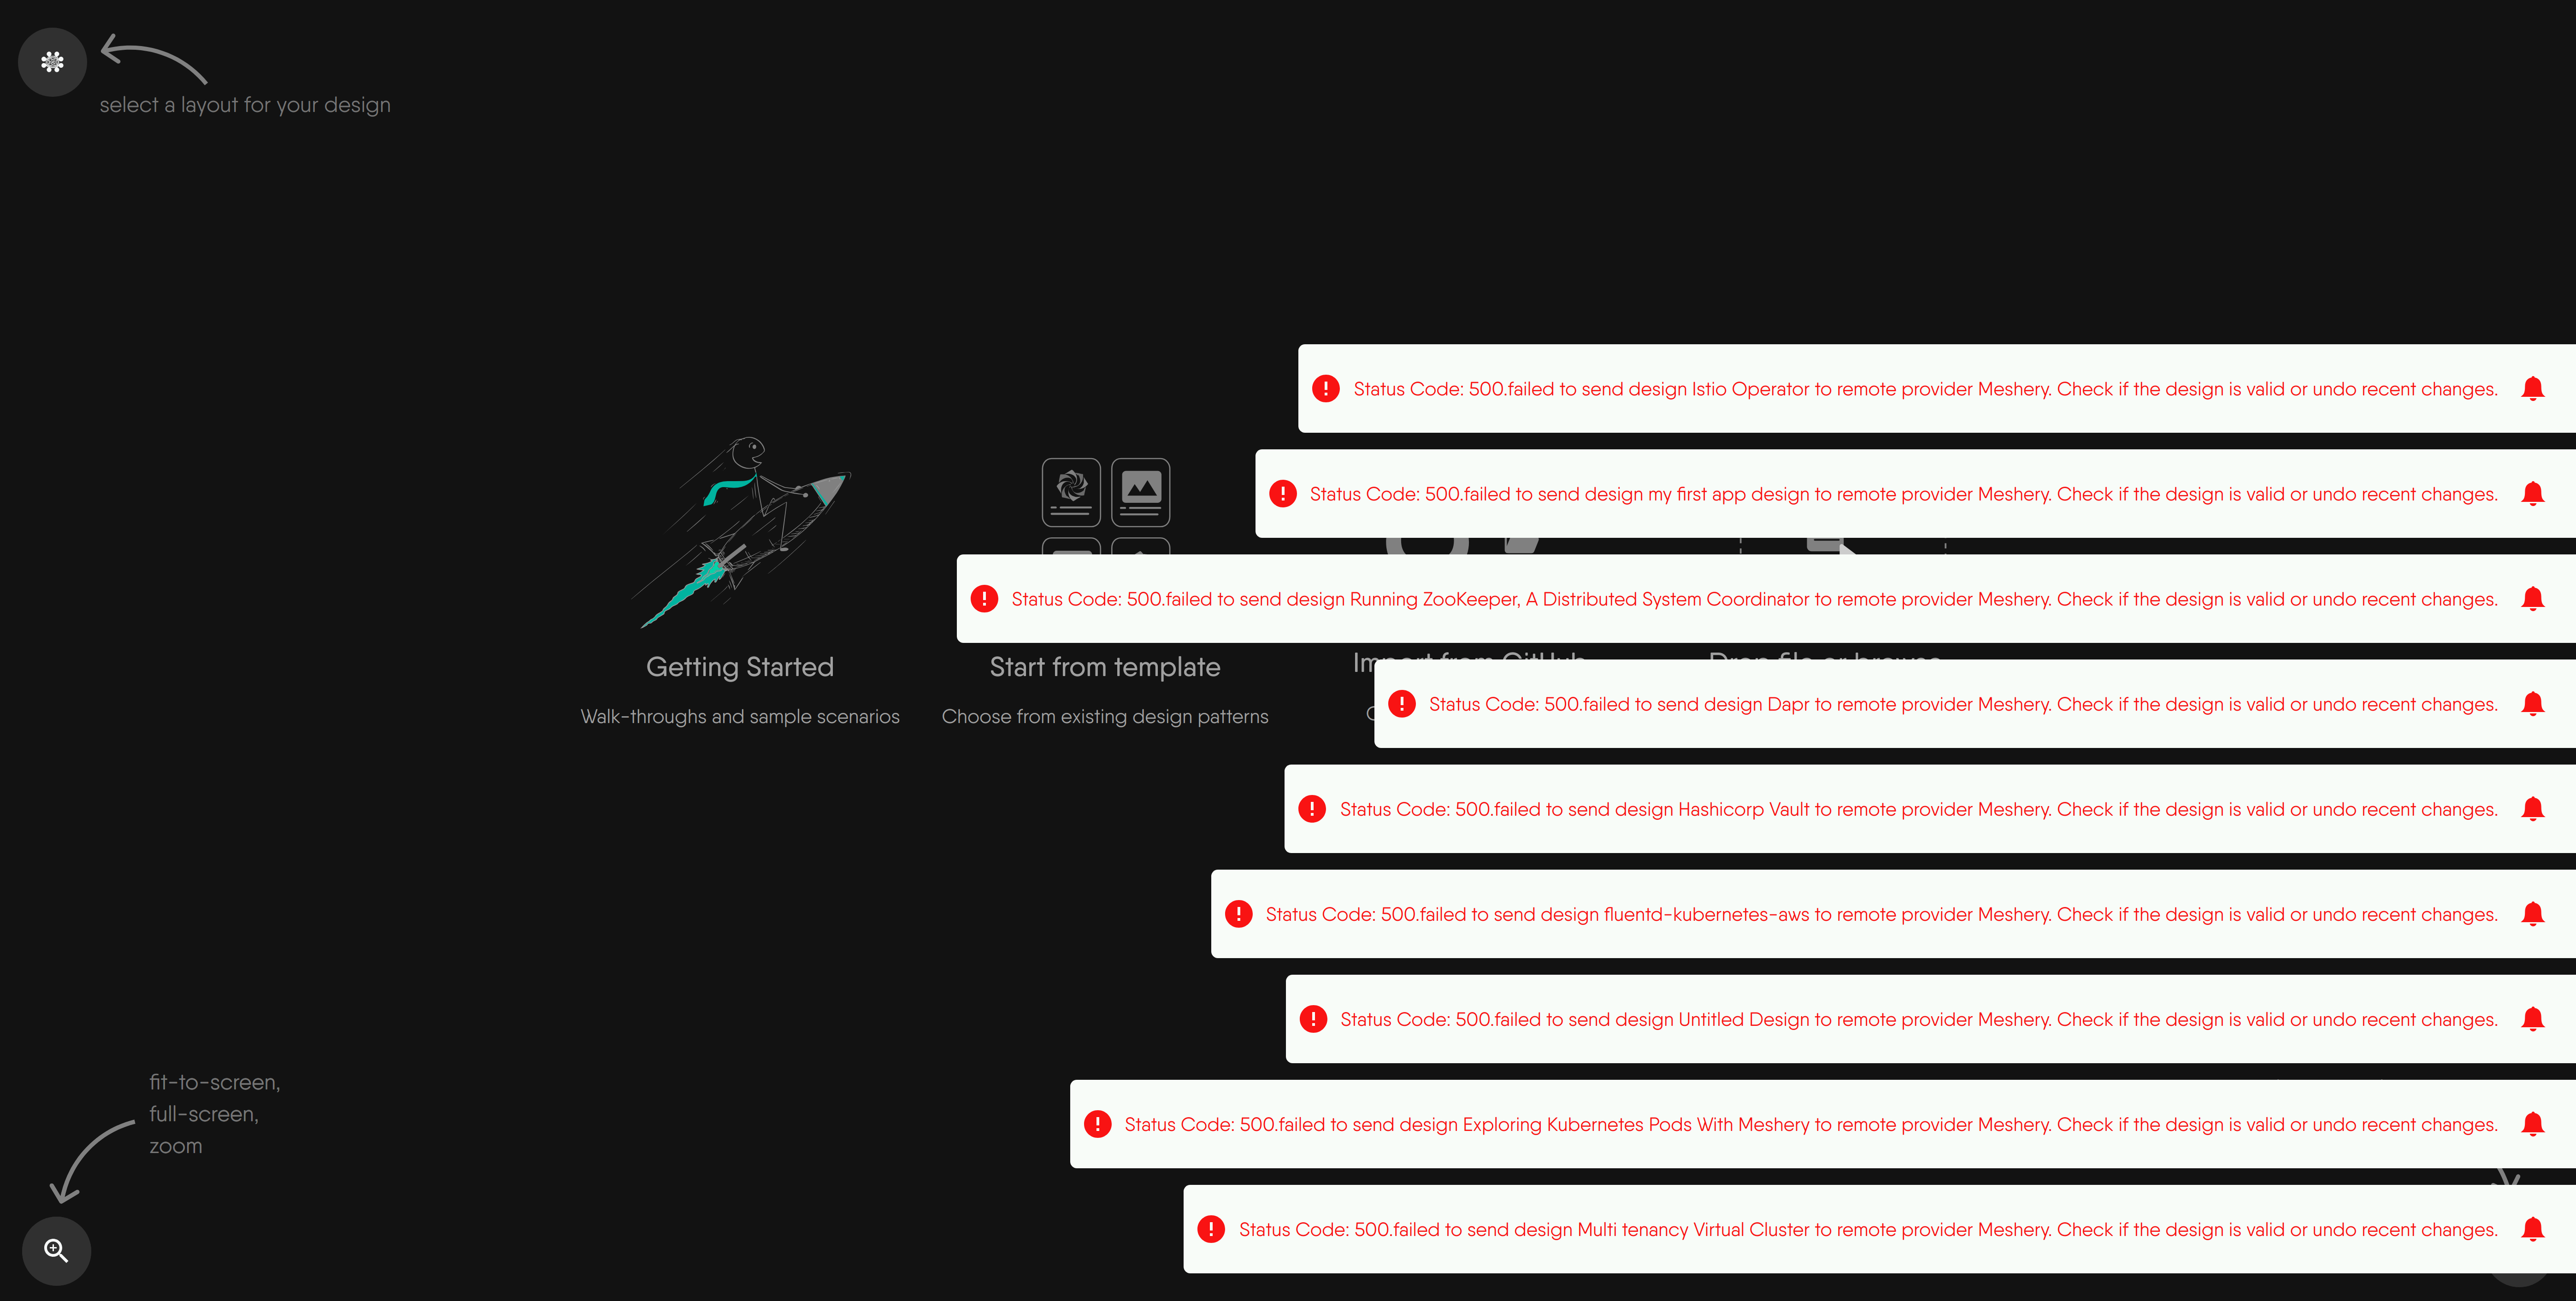 select a layout for your design
Status Code: 500.failed to send design Istio Operator to remote provider Meshery. Check if the design is valid or undo recent changes.
Status Code: 500.failed to send design my first app design to remote provider Meshery. Check if the design is valid or undo recent changes.
Status Code: 500.failed to send design Running ZooKeeper, A Distributed System Coordinator to remote provider Meshery. Check if the design is valid or undo recent changes.
Getting Started
Start from template
Import from GitHub
Drop file or browse
Status Code: 500.failed to send design Dapr to remote provider Meshery. Check if the design is valid or undo recent changes.
Walk-throughs and sample scenarios
Choose from existing design patterns
Status Code: 500.failed to send design Hashicorp Vault to remote provider Meshery. Check if the design is valid or undo recent changes.
Status Code: 500.failed to send design fluentd-kubernetes-aws to remote provider Meshery. Check if the design is valid or undo recent changes.
Status Code: 500.failed to send design Untitled Design to remote provider Meshery. Check if the design is valid or undo recent changes.
fit-to-screen,
full-screen,
zoom
Status Code: 500.failed to send design Exploring Kubernetes Pods With Meshery to remote provider Meshery. Check if the design is valid or undo recent changes.
Status Code: 500.failed to send design Multi tenancy Virtual Cluster to remote provider Meshery. Check if the design is valid or undo recent changes.